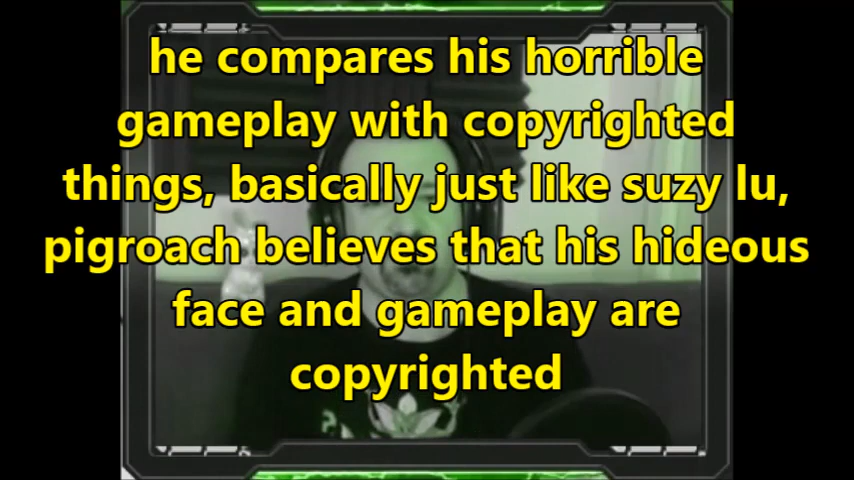 he compares his horrible
gameplay with copyrighted
things, basically just like suzy lu,
pigroach believes that his hideous
face and gameplay are
copyrighted